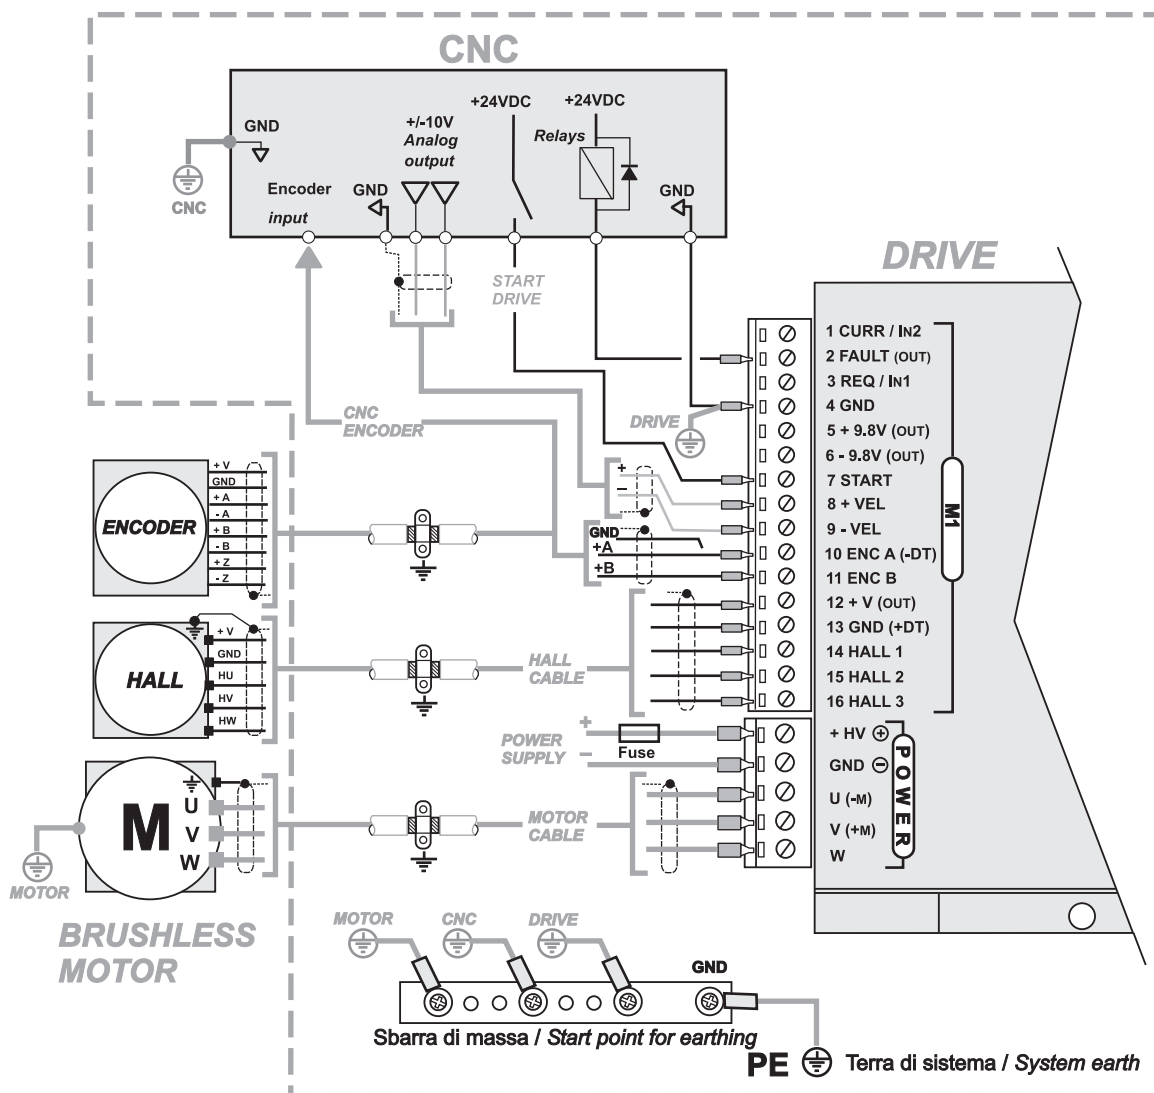 CNC
+24VDC
+24VDC
GND
+/-10V
Analog
output
Relays
Encoder
input
GND
GND
CNC
START
DRIVE
DRIVE
1 CURR / IN2
2 FAULT (OUT)
3 REQ / IN1
4 GND
5 + 9.8V (OUT)
6 - 9.8V (OUT)
7 START
8 + VEL
9 - VEL
10 ENC A (-DT)
11 ENC B
12 + V (OUT)
13 GND (+DT)
14 HALL 1
15 HALL 2
16 HALL 3
M1
CNC
ENCODER
DRIVE
+
–
GND
+A
+B
ENCODER
+ V
GND
+ A
- A
+ B
- B
+ Z
- Z
HALL
+ V
GND
HU
HV
HW
HALL
CABLE
+
POWER
SUPPLY –
Fuse
+ HV +
GND –
U (-M)
V (+M)
W
POWER
M
U
V
W
MOTOR
CABLE
MOTOR
BRUSHLESS
MOTOR
MOTOR
CNC
DRIVE
GND
Sbarra di massa / Start point for earthing
PE
Terra di sistema / System earth